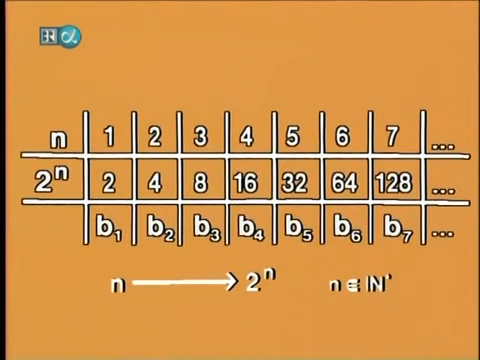 BR α
n 1 2 3 4 5 6 7 ...
2ⁿ 2 4 8 16 32 64 128 ...
b₁ b₂ b₃ b₄ b₅ b₆ b₇ ...
n ⟶ 2ⁿ n ∈ ℕ*